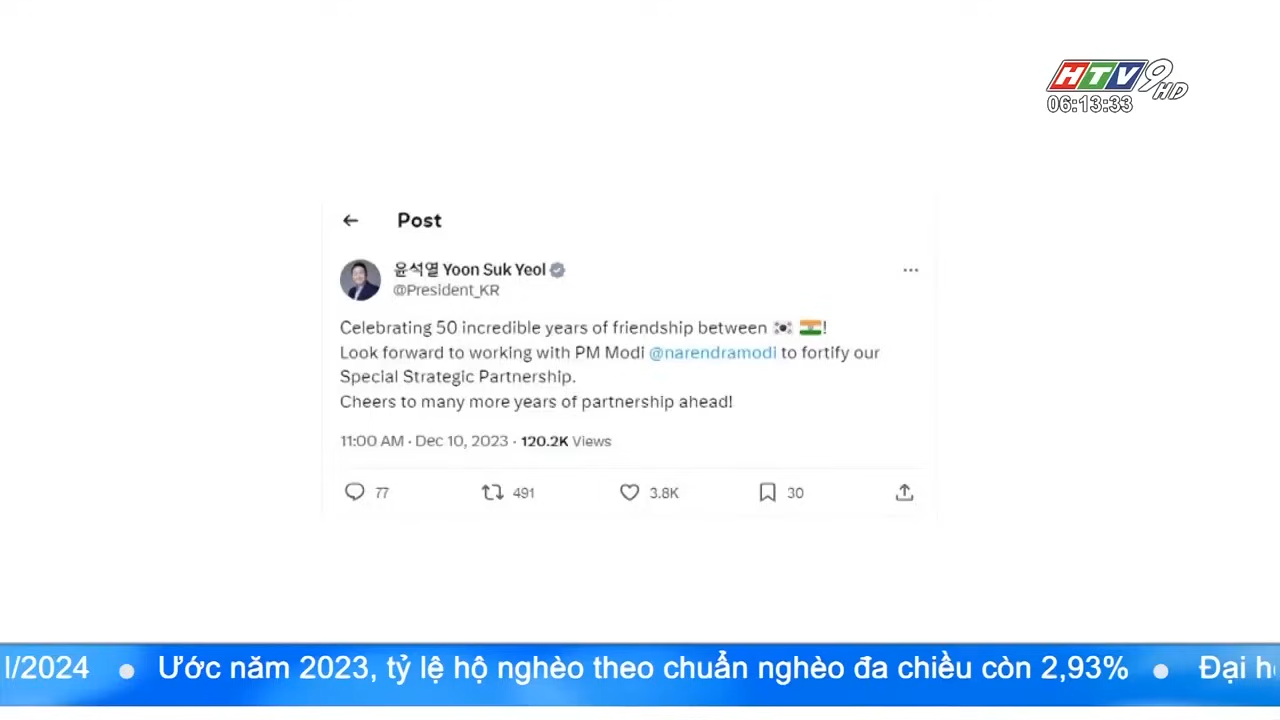 HTV9 HD
06:13:33
Post
윤석열 Yoon Suk Yeol
@President_KR
Celebrating 50 incredible years of friendship between 🇰🇷 🇮🇳!
Look forward to working with PM Modi @narendramodi to fortify our
Special Strategic Partnership.
Cheers to many more years of partnership ahead!
11:00 AM · Dec 10, 2023 · 120.2K Views
77 491 3.8K 30
/2024 ● Ước năm 2023, tỷ lệ hộ nghèo theo chuẩn nghèo đa chiều còn 2,93% ● Đại